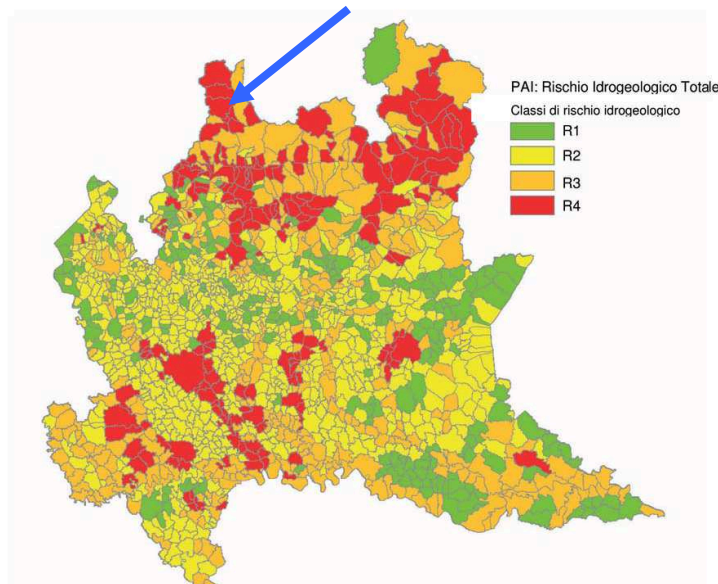 PAI: Rischio Idrogeologico Totale
Classi di rischio idrogeologico
R1
R2
R3
R4